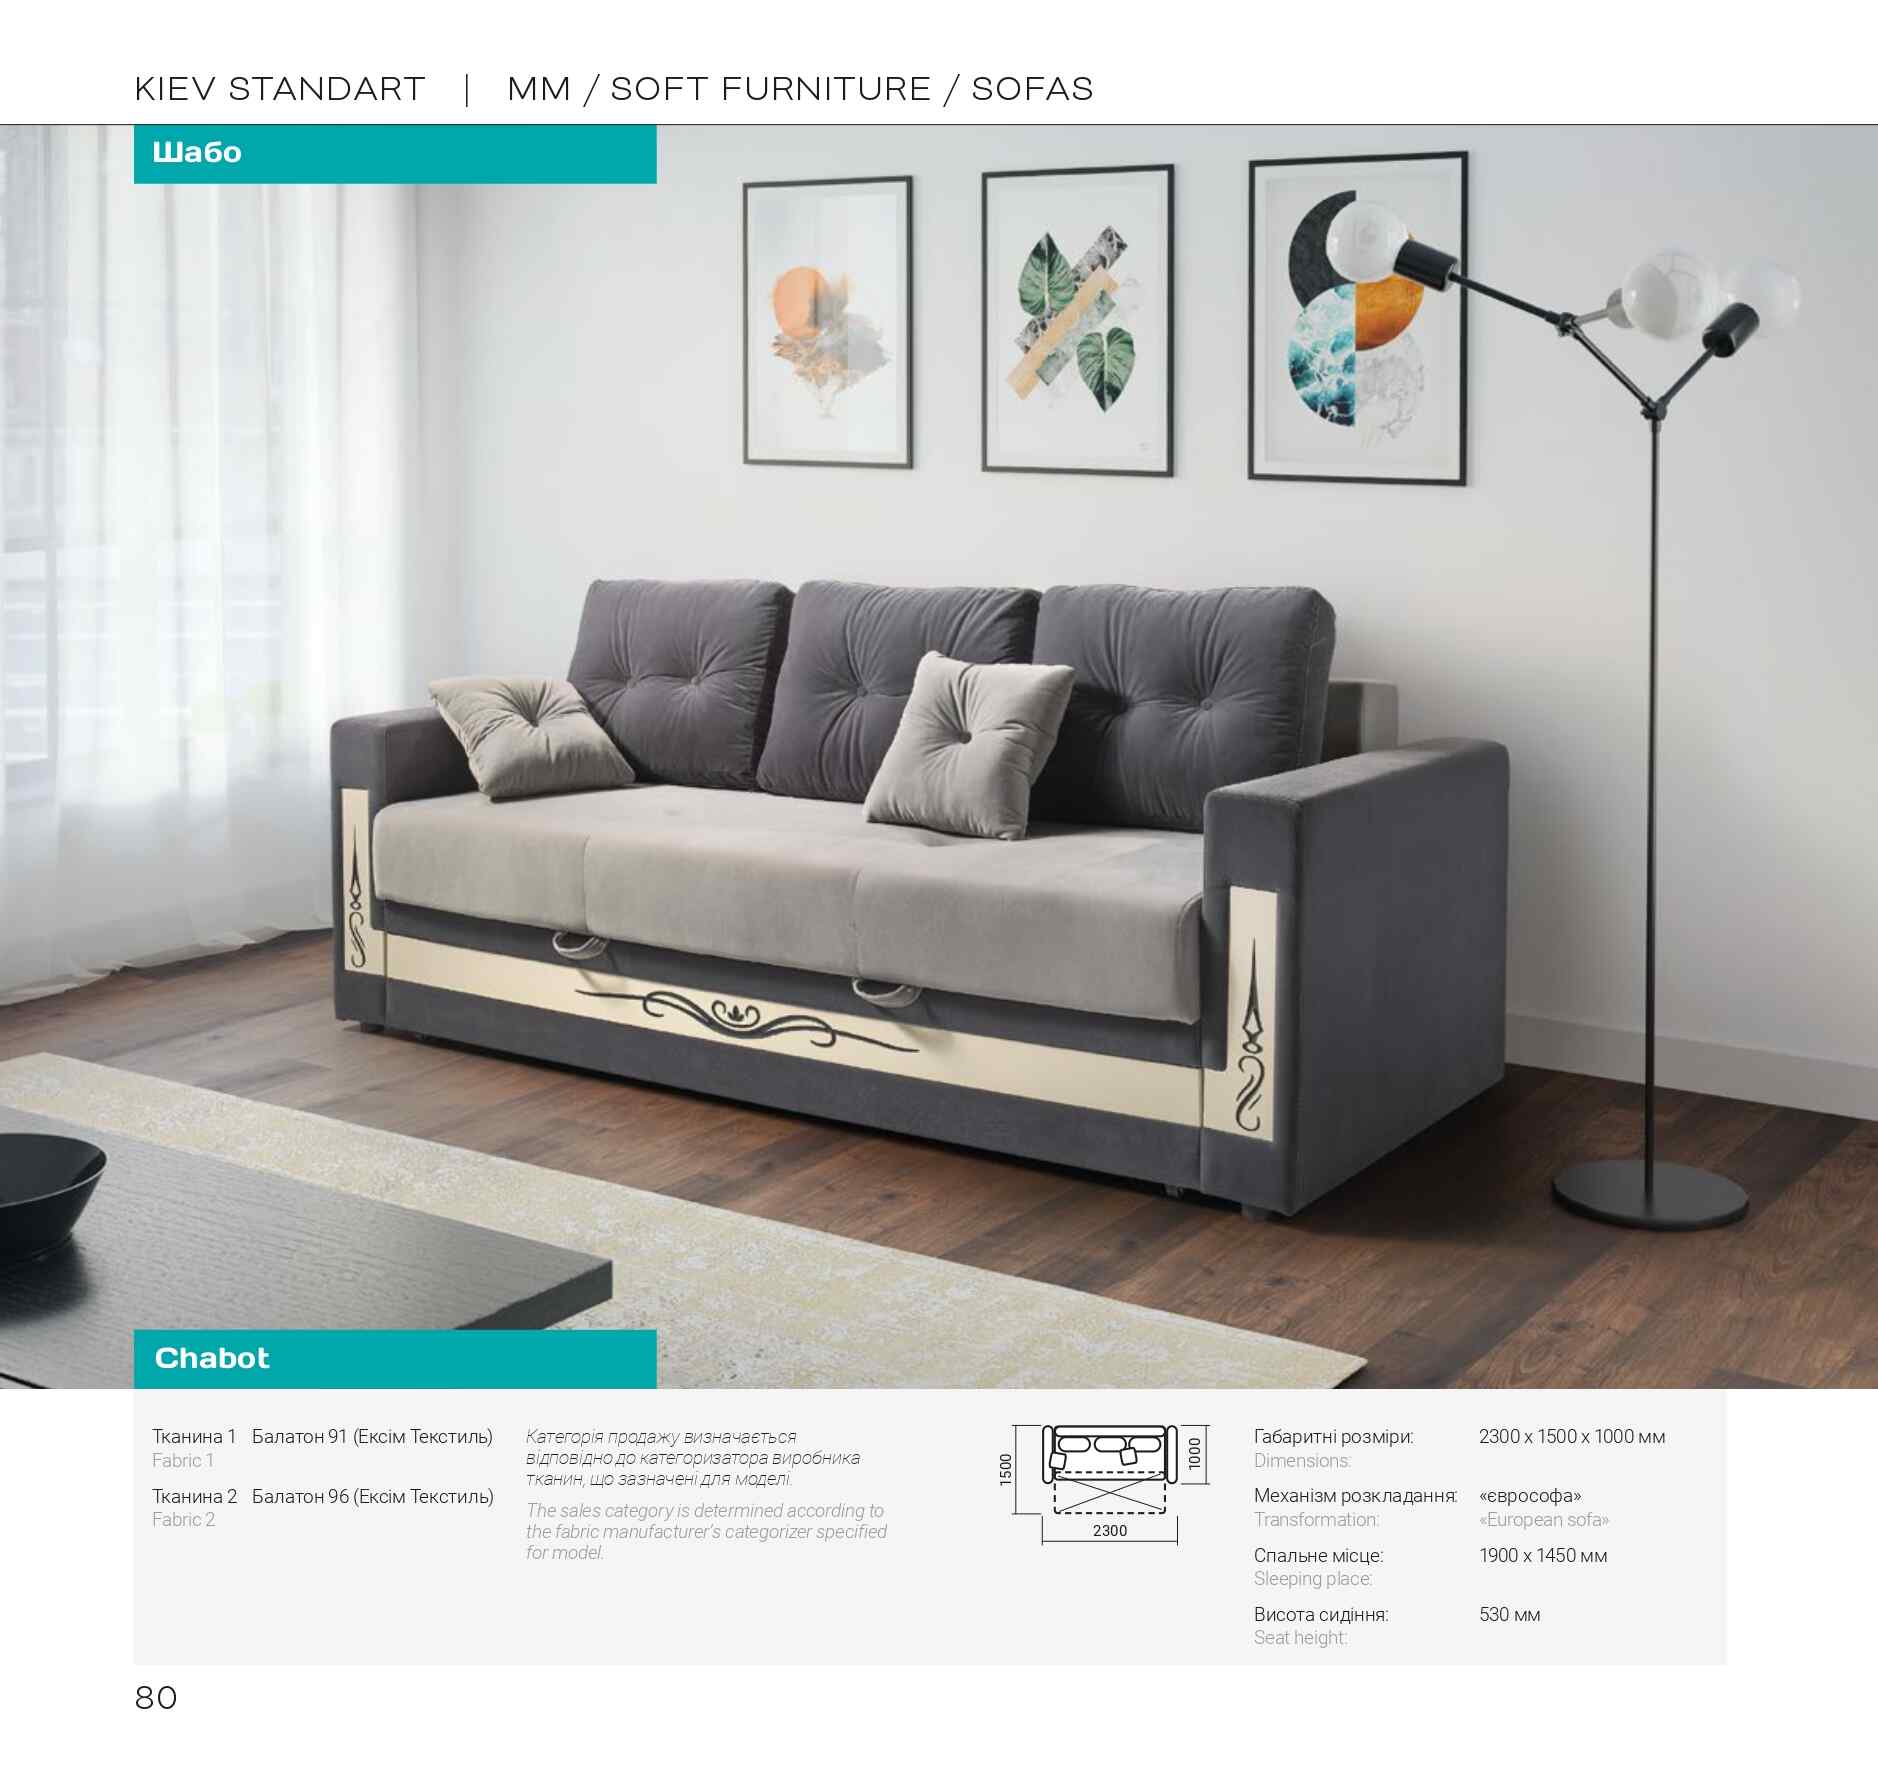 KIEV STANDART | MM / SOFT FURNITURE / SOFAS
Шабо
Chabot
Тканина 1 Балатон 91 (Ексім Текстиль)
Fabric 1
Тканина 2 Балатон 96 (Ексім Текстиль)
Fabric 2
Категорія продажу визначається
відповідно до категоризатора виробника
тканин, що зазначені для моделі.
The sales category is determined according to
the fabric manufacturer's categorizer specified
for model.
1500
1000
2300
Габаритні розміри: 2300 x 1500 x 1000 мм
Dimensions:
Механізм розкладання: «єврософа»
Transformation: «European sofa»
Спальне місце: 1900 x 1450 мм
Sleeping place:
Висота сидіння: 530 мм
Seat height:
80